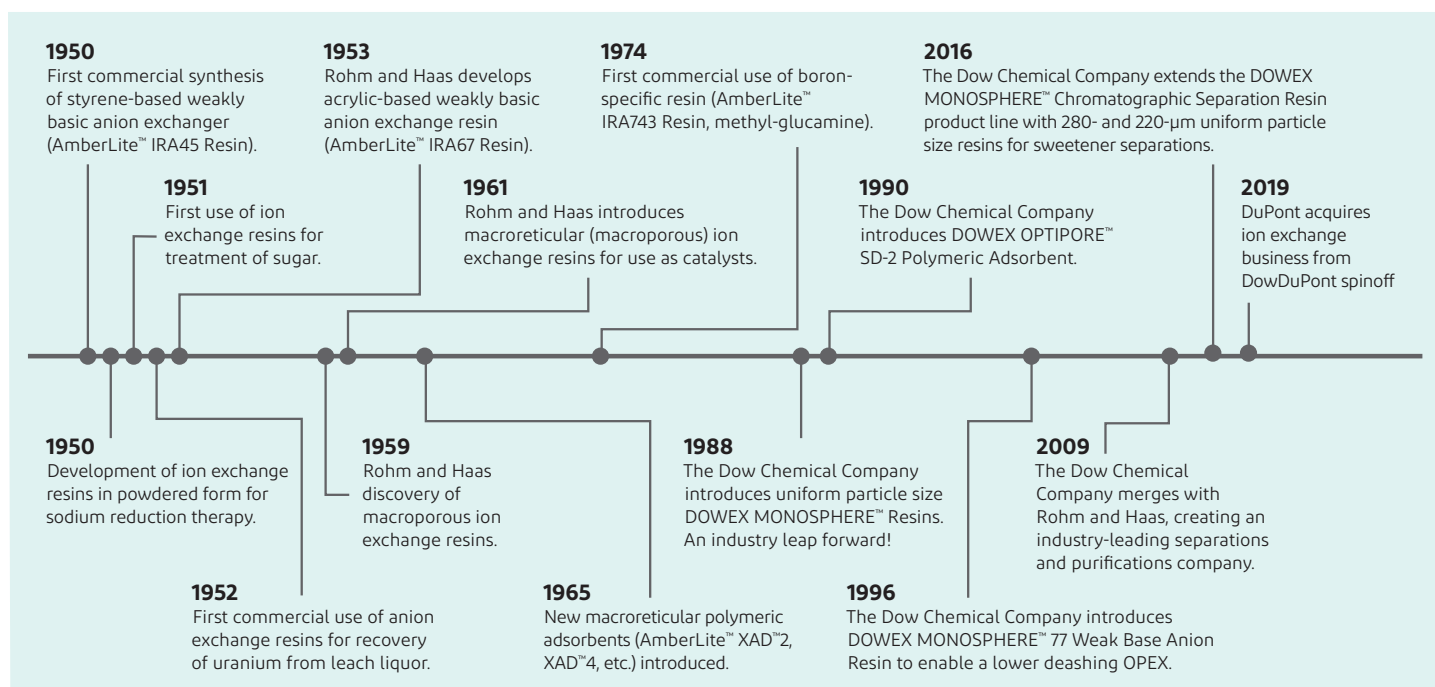 1950
First commercial synthesis
of styrene-based weakly
basic anion exchanger
(AmberLite™ IRA45 Resin).
1953
Rohm and Haas develops
acrylic-based weakly basic
anion exchange resin
(AmberLite™ IRA67 Resin).
1974
First commercial use of boron-
specific resin (AmberLite™
IRA743 Resin, methyl-glucamine).
2016
The Dow Chemical Company extends the DOWEX
MONOSPHERE™ Chromatographic Separation Resin
product line with 280- and 220-µm uniform particle
size resins for sweetener separations.
1951
First use of ion
exchange resins for
treatment of sugar.
1961
Rohm and Haas introduces
macroreticular (macroporous) ion
exchange resins for use as catalysts.
1990
The Dow Chemical Company
introduces DOWEX OPTIPORE™
SD-2 Polymeric Adsorbent.
2019
DuPont acquires
ion exchange
business from
DowDuPont spinoff
1950
Development of ion exchange
resins in powdered form for
sodium reduction therapy.
1959
Rohm and Haas
discovery of
macroporous ion
exchange resins.
1988
The Dow Chemical Company
introduces uniform particle size
DOWEX MONOSPHERE™ Resins.
An industry leap forward!
2009
The Dow Chemical
Company merges with
Rohm and Haas, creating an
industry-leading separations
and purifications company.
1952
First commercial use of anion
exchange resins for recovery
of uranium from leach liquor.
1965
New macroreticular polymeric
adsorbents (AmberLite™ XAD™2,
XAD™4, etc.) introduced.
1996
The Dow Chemical Company introduces
DOWEX MONOSPHERE™ 77 Weak Base Anion
Resin to enable a lower deashing OPEX.